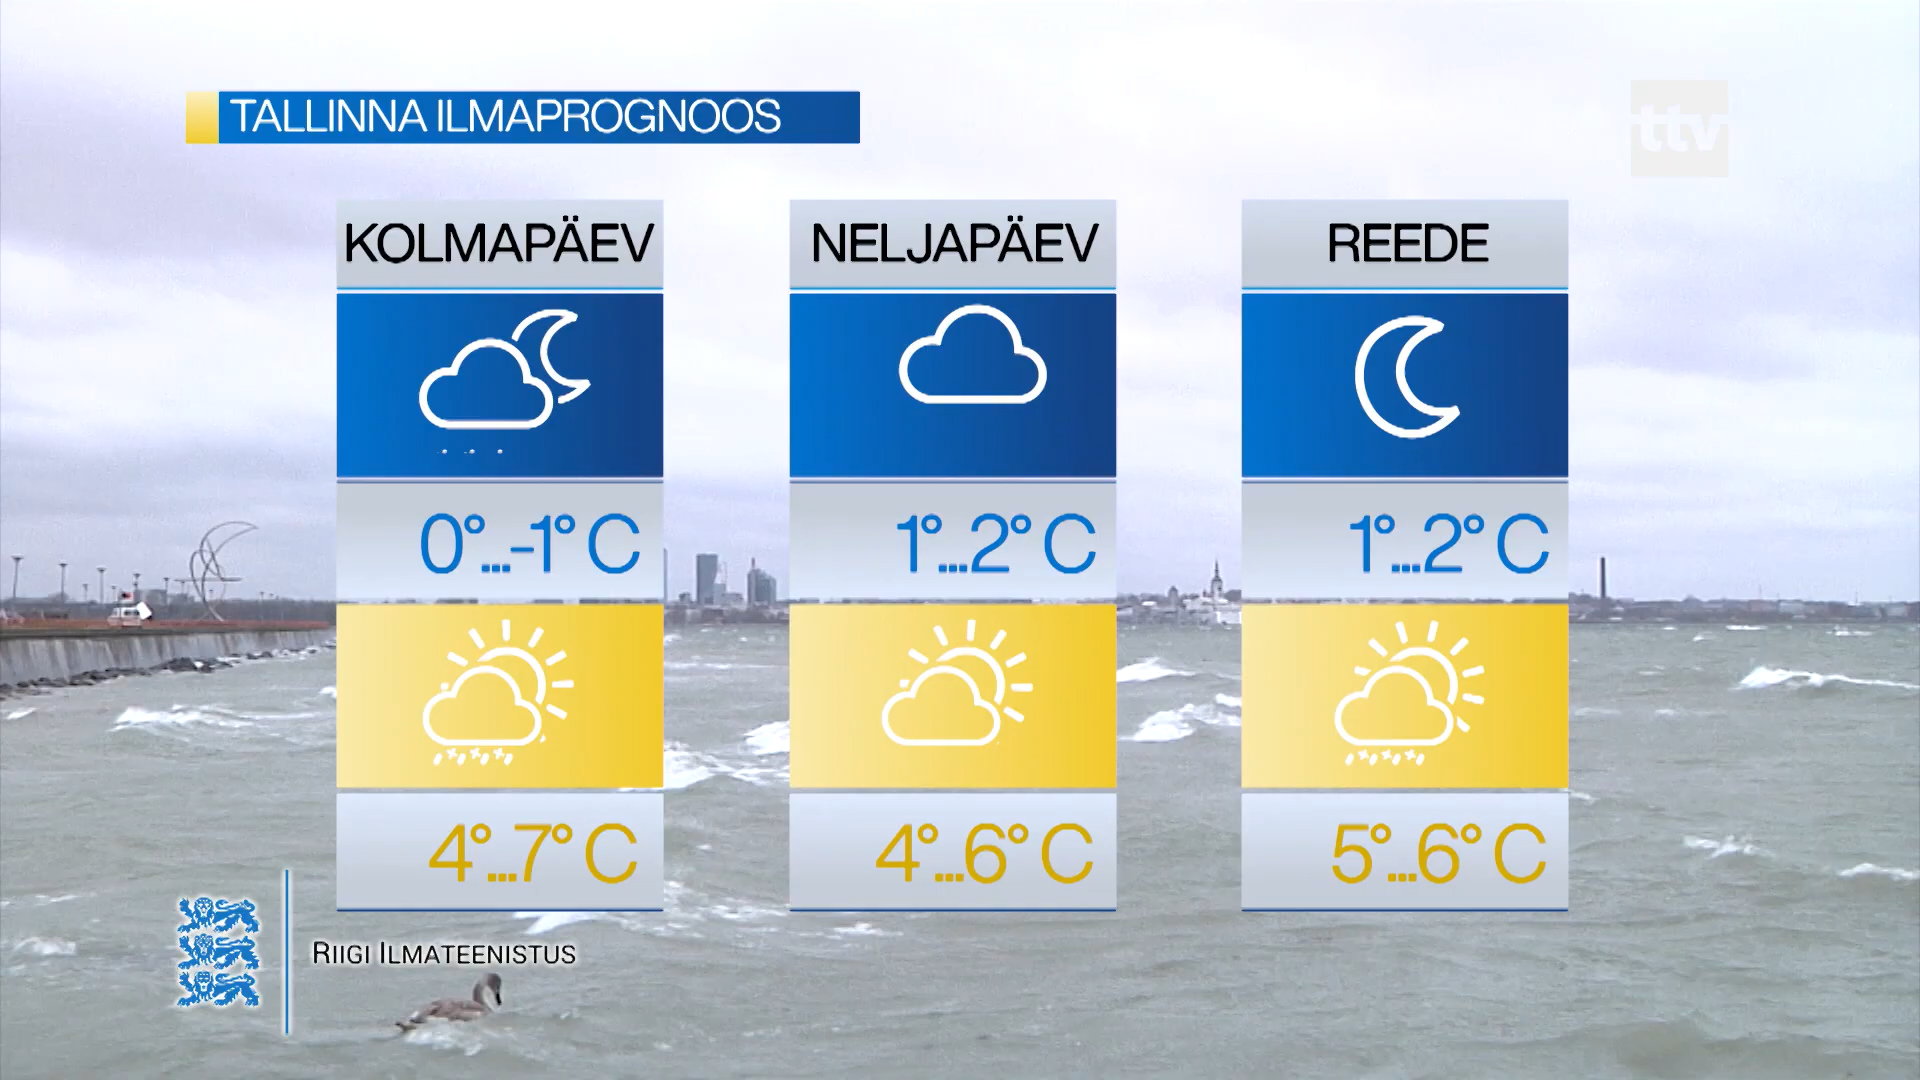 TALLINNA ILMAPROGNOOS
ttv
KOLMAPÄEV
NELJAPÄEV
REEDE
0°...-1° C
1°...2° C
1°...2° C
4°...7° C
4°...6° C
5°...6° C
RIIGI ILMATEENISTUS